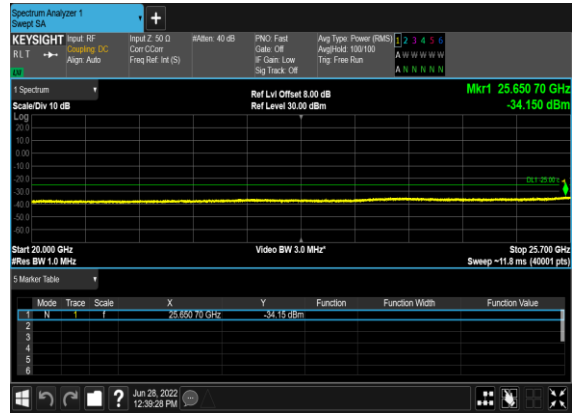 Spectrum Analyzer 1
Swept SA
+
KEYSIGHT Input: RF Input Z: 50 Ω #Atten: 40 dB PNO: Fast Avg Type: Power (RMS) 1 2 3 4 5 6
RLT Coupling: DC Corr CCorr Gate: Off Avg|Hold: 100/100 A W W W W W
Align: Auto Freq Ref: Int (S) IF Gain: Low Trig: Free Run
LW Sig Track: Off A N N N N N
1 Spectrum Ref Lvl Offset 8.00 dB Mkr1 25.650 70 GHz
Scale/Div 10 dB Ref Level 30.00 dBm -34.150 dBm
Log
20.0
10.0
0.00
-10.0
-20.0
DL1 -25.00
-30.0
-40.0
-50.0
-60.0
Start 20.000 GHz Video BW 3.0 MHz* Stop 25.700 GHz
#Res BW 1.0 MHz Sweep ~11.8 ms (40001 pts)
5 Marker Table
Mode Trace Scale X Y Function Function Width Function Value
1 N 1 f 25.650 70 GHz -34.15 dBm
2
3
4
5
6
? Jun 28, 2022
12:39:28 PM